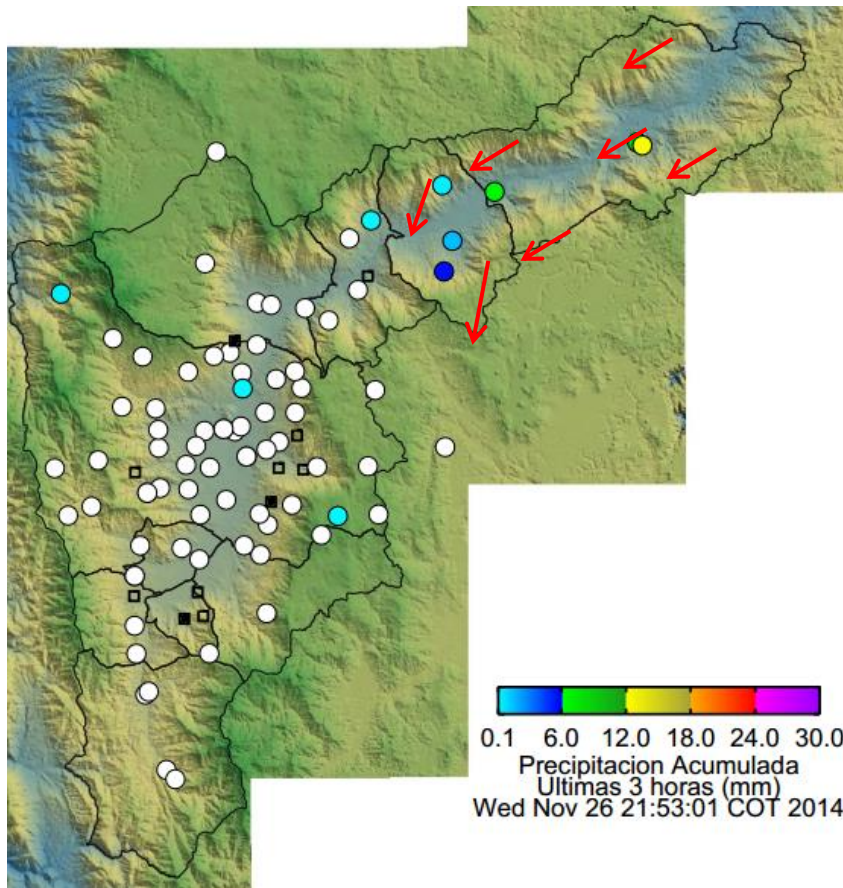 0.1 6.0 12.0 18.0 24.0 30.0
Precipitacion Acumulada
Ultimas 3 horas (mm)
Wed Nov 26 21:53:01 COT 2014